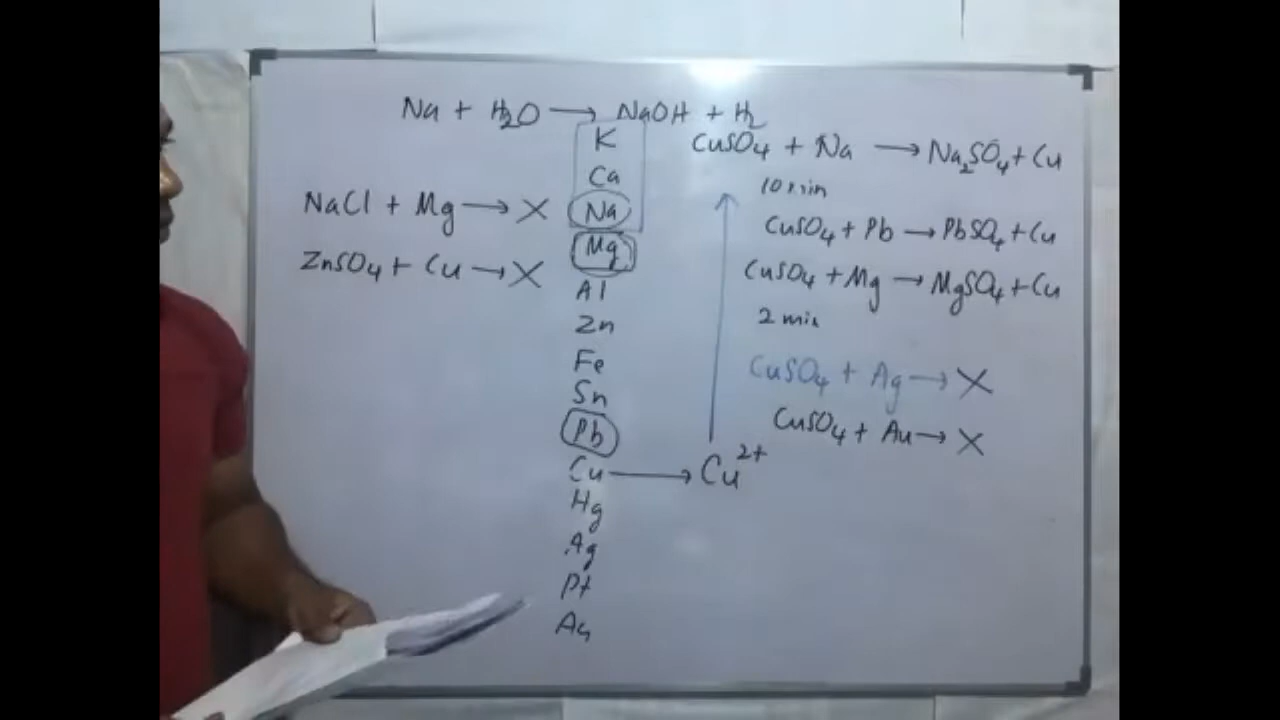 Na + H₂O → NaOH + H₂
CuSO₄ + Na → Na₂SO₄ + Cu
10 min
CuSO₄ + Pb → PbSO₄ + Cu
CuSO₄ + Mg → MgSO₄ + Cu
2 min
CuSO₄ + Ag → X
CuSO₄ + Au → X
NaCl + Mg → X
ZnSO₄ + Cu → X
K
Ca
Na
Mg
Al
Zn
Fe
Sn
Pb
Cu → Cu²⁺
Hg
Ag
Pt
Au